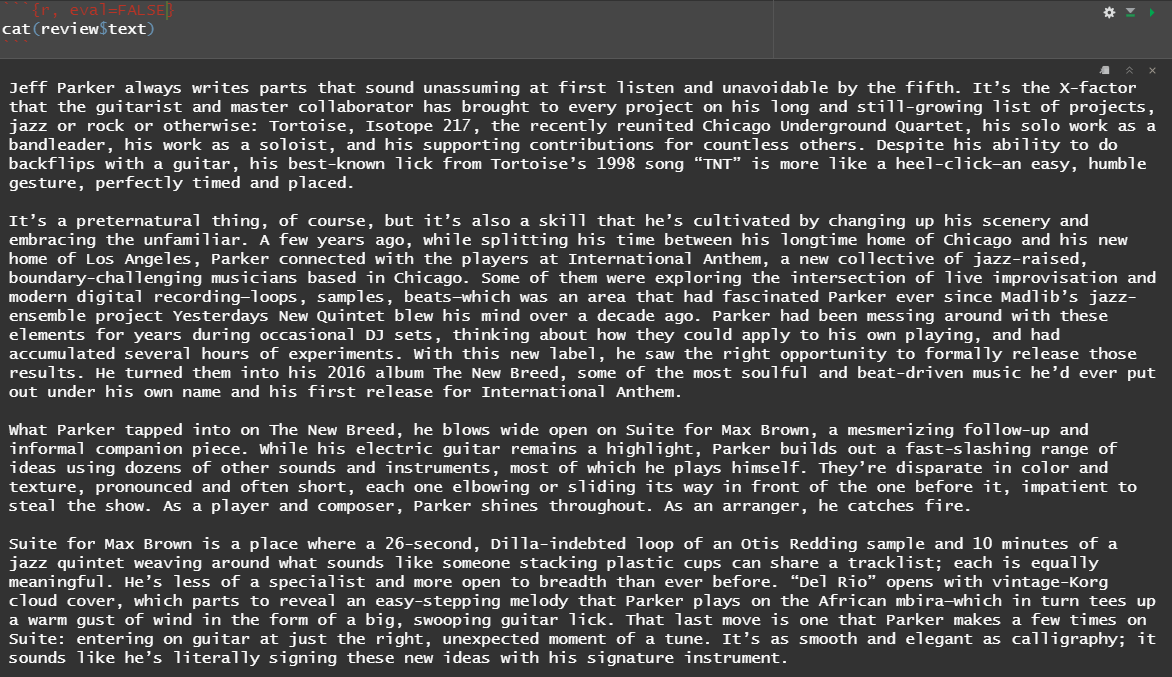 ```{r, eval=FALSE}
cat(review$text)
```
Jeff Parker always writes parts that sound unassuming at first listen and unavoidable by the fifth. It’s the X-factor
that the guitarist and master collaborator has brought to every project on his long and still-growing list of projects,
jazz or rock or otherwise: Tortoise, Isotope 217, the recently reunited Chicago Underground Quartet, his solo work as a
bandleader, his work as a soloist, and his supporting contributions for countless others. Despite his ability to do
backflips with a guitar, his best-known lick from Tortoise’s 1998 song “TNT” is more like a heel-click—an easy, humble
gesture, perfectly timed and placed.

It’s a preternatural thing, of course, but it’s also a skill that he’s cultivated by changing up his scenery and
embracing the unfamiliar. A few years ago, while splitting his time between his longtime home of Chicago and his new
home of Los Angeles, Parker connected with the players at International Anthem, a new collective of jazz-raised,
boundary-challenging musicians based in Chicago. Some of them were exploring the intersection of live improvisation and
modern digital recording—loops, samples, beats—which was an area that had fascinated Parker ever since Madlib’s jazz-
ensemble project Yesterdays New Quintet blew his mind over a decade ago. Parker had been messing around with these
elements for years during occasional DJ sets, thinking about how they could apply to his own playing, and had
accumulated several hours of experiments. With this new label, he saw the right opportunity to formally release those
results. He turned them into his 2016 album The New Breed, some of the most soulful and beat-driven music he’d ever put
out under his own name and his first release for International Anthem.

What Parker tapped into on The New Breed, he blows wide open on Suite for Max Brown, a mesmerizing follow-up and
informal companion piece. While his electric guitar remains a highlight, Parker builds out a fast-slashing range of
ideas using dozens of other sounds and instruments, most of which he plays himself. They’re disparate in color and
texture, pronounced and often short, each one elbowing or sliding its way in front of the one before it, impatient to
steal the show. As a player and composer, Parker shines throughout. As an arranger, he catches fire.

Suite for Max Brown is a place where a 26-second, Dilla-indebted loop of an Otis Redding sample and 10 minutes of a
jazz quintet weaving around what sounds like someone stacking plastic cups can share a tracklist; each is equally
meaningful. He’s less of a specialist and more open to breadth than ever before. “Del Rio” opens with vintage-Korg
cloud cover, which parts to reveal an easy-stepping melody that Parker plays on the African mbira—which in turn tees up
a warm gust of wind in the form of a big, swooping guitar lick. That last move is one that Parker makes a few times on
Suite: entering on guitar at just the right, unexpected moment of a tune. It’s as smooth and elegant as calligraphy; it
sounds like he’s literally signing these new ideas with his signature instrument.